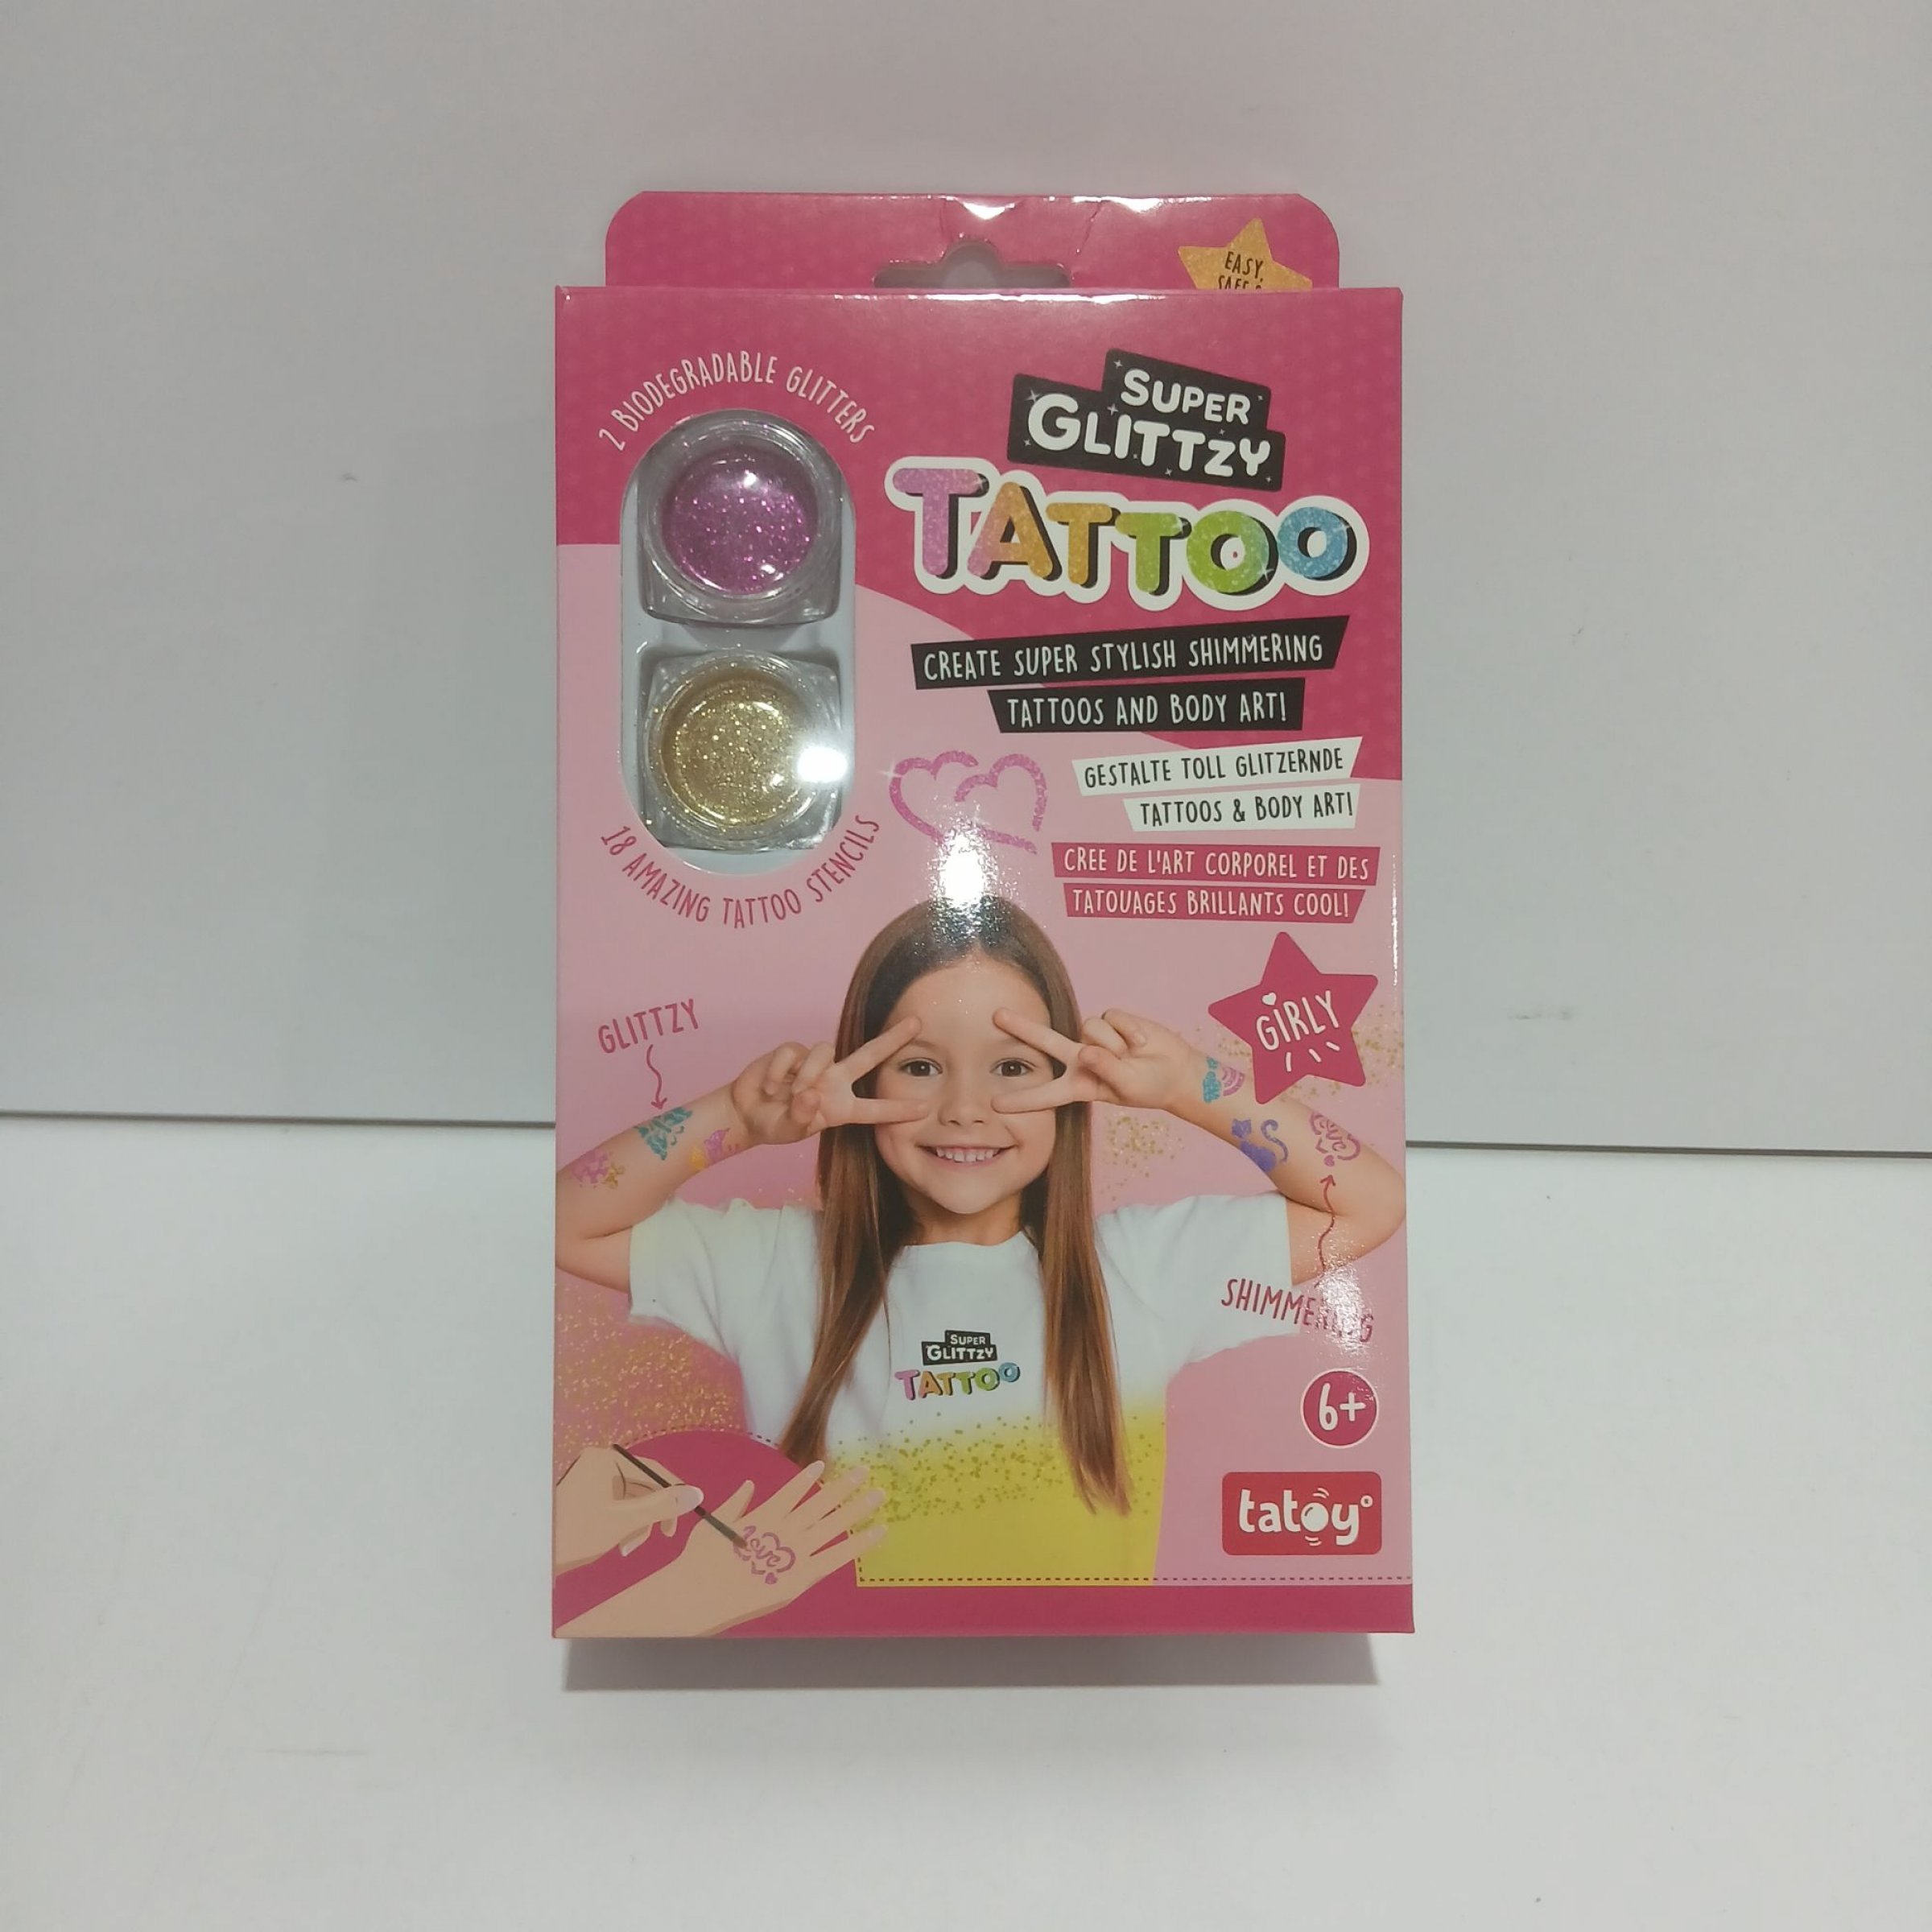 EASY,
2 BIODEGRADABLE GLITTERS
SUPER
GLITTZY
TATTOO
CREATE SUPER STYLISH SHIMMERING
TATTOOS AND BODY ART!
GESTALTE TOLL GLITZERNDE
TATTOOS & BODY ART!
CREE DE L'ART CORPOREL ET DES
TATOUAGES BRILLANTS COOL!
18 AMAZING TATTOO STENCILS
GIRLY
GLITTZY
SHIMMERING
SUPER
GLITTZY
TATTOO
6+
tatoy
love